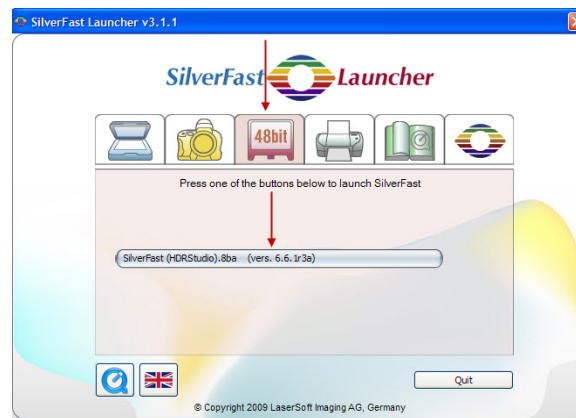 SilverFast Launcher v3.1.1
SilverFast Launcher
48bit
Press one of the buttons below to launch SilverFast
SilverFast (HDRStudio).8ba (vers. 6.6.1r3a)
Quit
© Copyright 2009 LaserSoft Imaging AG, Germany